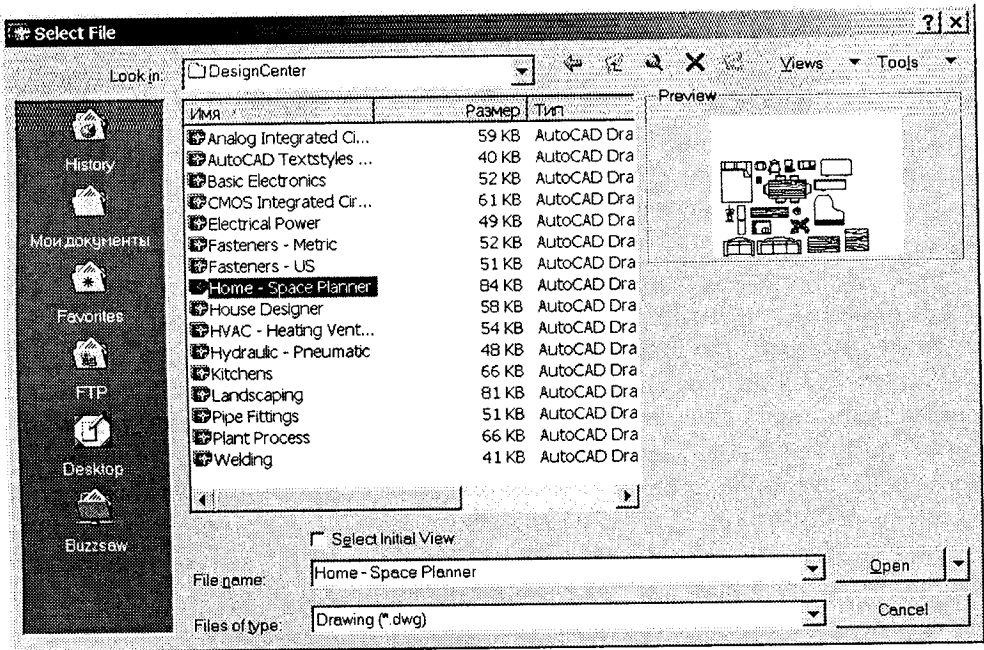 Select File
Look in:
DesignCenter
Views
Tools
History
Мои документы
Favorites
FTP
Desktop
Buzzsaw
Имя Размер Тип
Analog Integrated Ci... 59 KB AutoCAD Dra
AutoCAD Textstyles ... 40 KB AutoCAD Dra
Basic Electronics 52 KB AutoCAD Dra
CMOS Integrated Cir... 61 KB AutoCAD Dra
Electrical Power 49 KB AutoCAD Dra
Fasteners - Metric 52 KB AutoCAD Dra
Fasteners - US 51 KB AutoCAD Dra
Home - Space Planner 84 KB AutoCAD Dra
House Designer 58 KB AutoCAD Dra
HVAC - Heating Vent... 54 KB AutoCAD Dra
Hydraulic - Pneumatic 48 KB AutoCAD Dra
Kitchens 66 KB AutoCAD Dra
Landscaping 81 KB AutoCAD Dra
Pipe Fittings 51 KB AutoCAD Dra
Plant Process 66 KB AutoCAD Dra
Welding 41 KB AutoCAD Dra
Preview
Select Initial View
File name:
Home - Space Planner
Open
Files of type:
Drawing (*.dwg)
Cancel